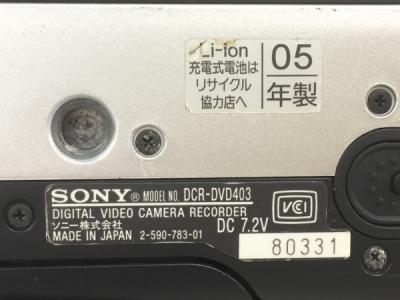 Li-ion
充電式電池は
リサイクル
協力店へ
05
年製
SONY® MODEL NO. DCR-DVD403
DIGITAL VIDEO CAMERA RECORDER
ソニー株式会社 DC 7.2V
MADE IN JAPAN 2-590-783-01
VCI
80331